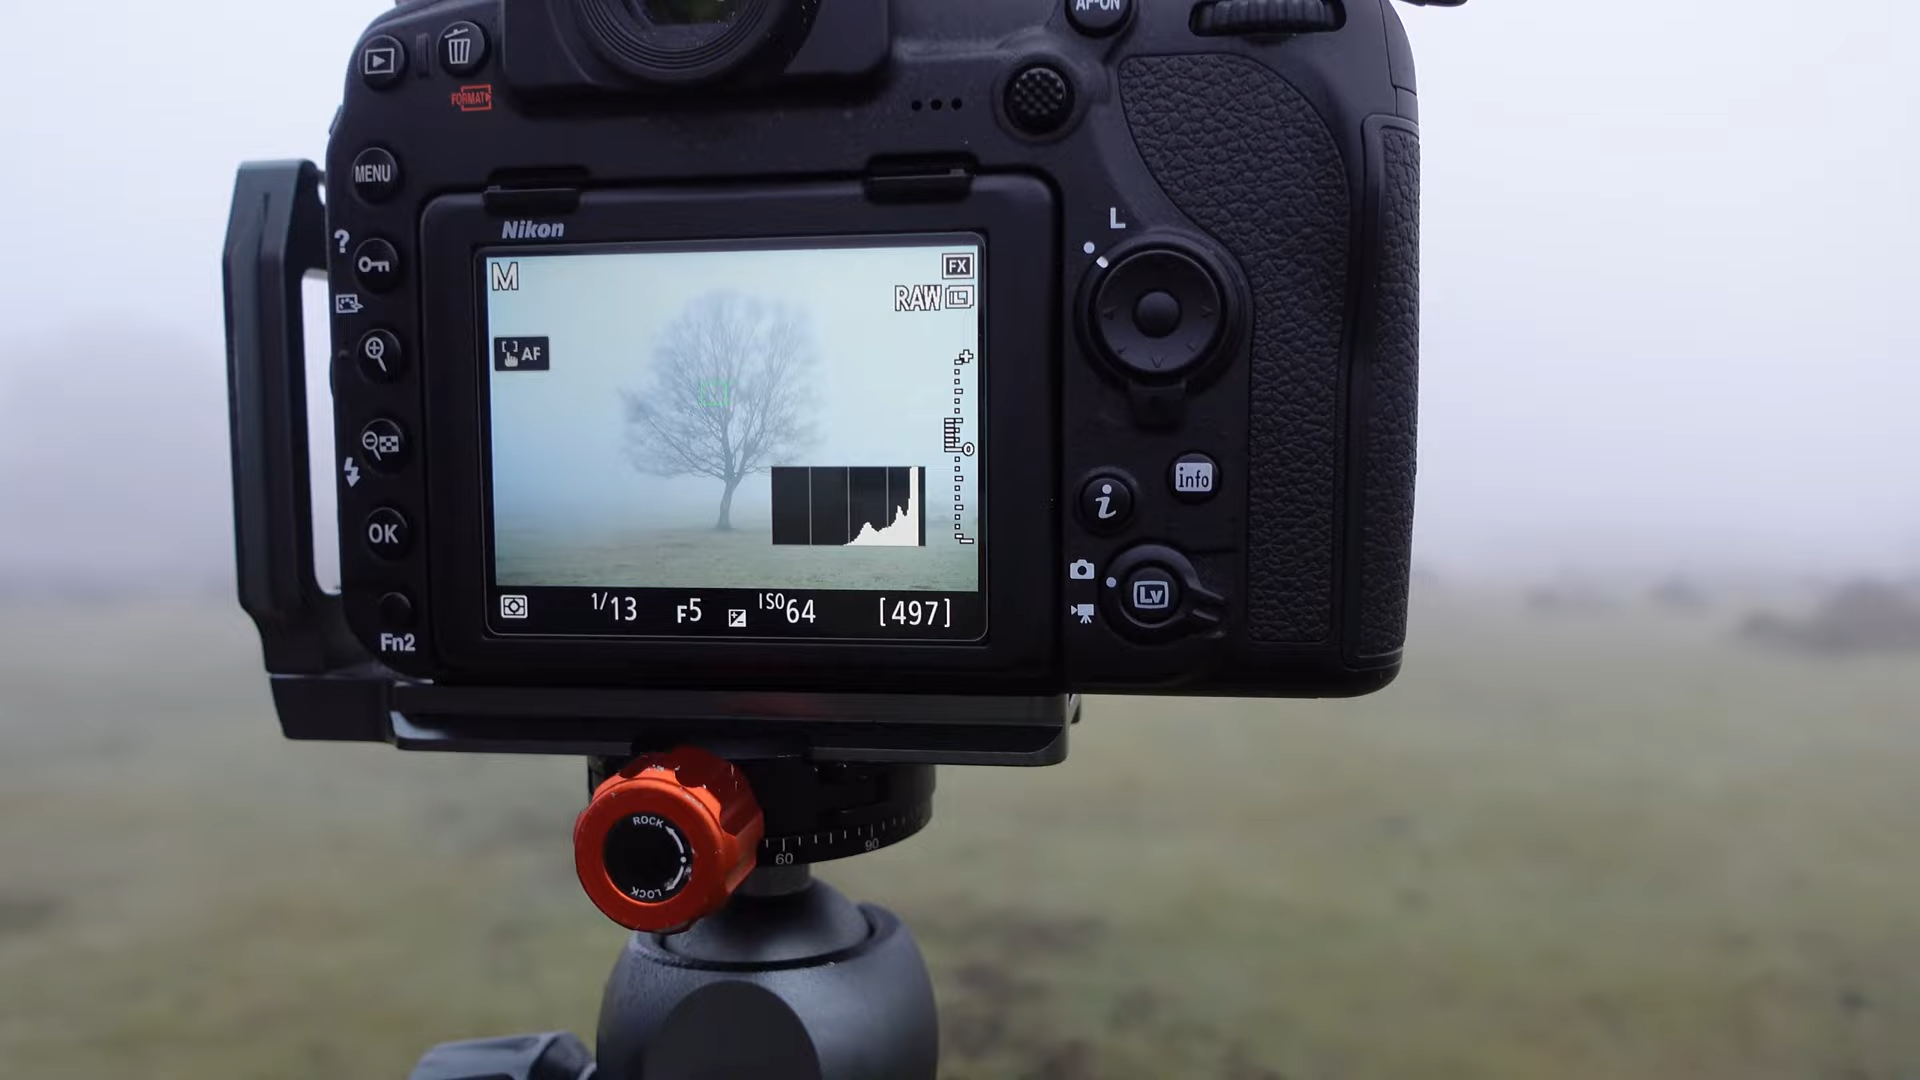 AF-ON
FORMAT
MENU
L
?
Nikon
M
FX
RAW L
AF
+
0
-
info
i
OK
1/13 F5 ISO64 [497]
Lv
Fn2
ROCK
LOCK
60
90